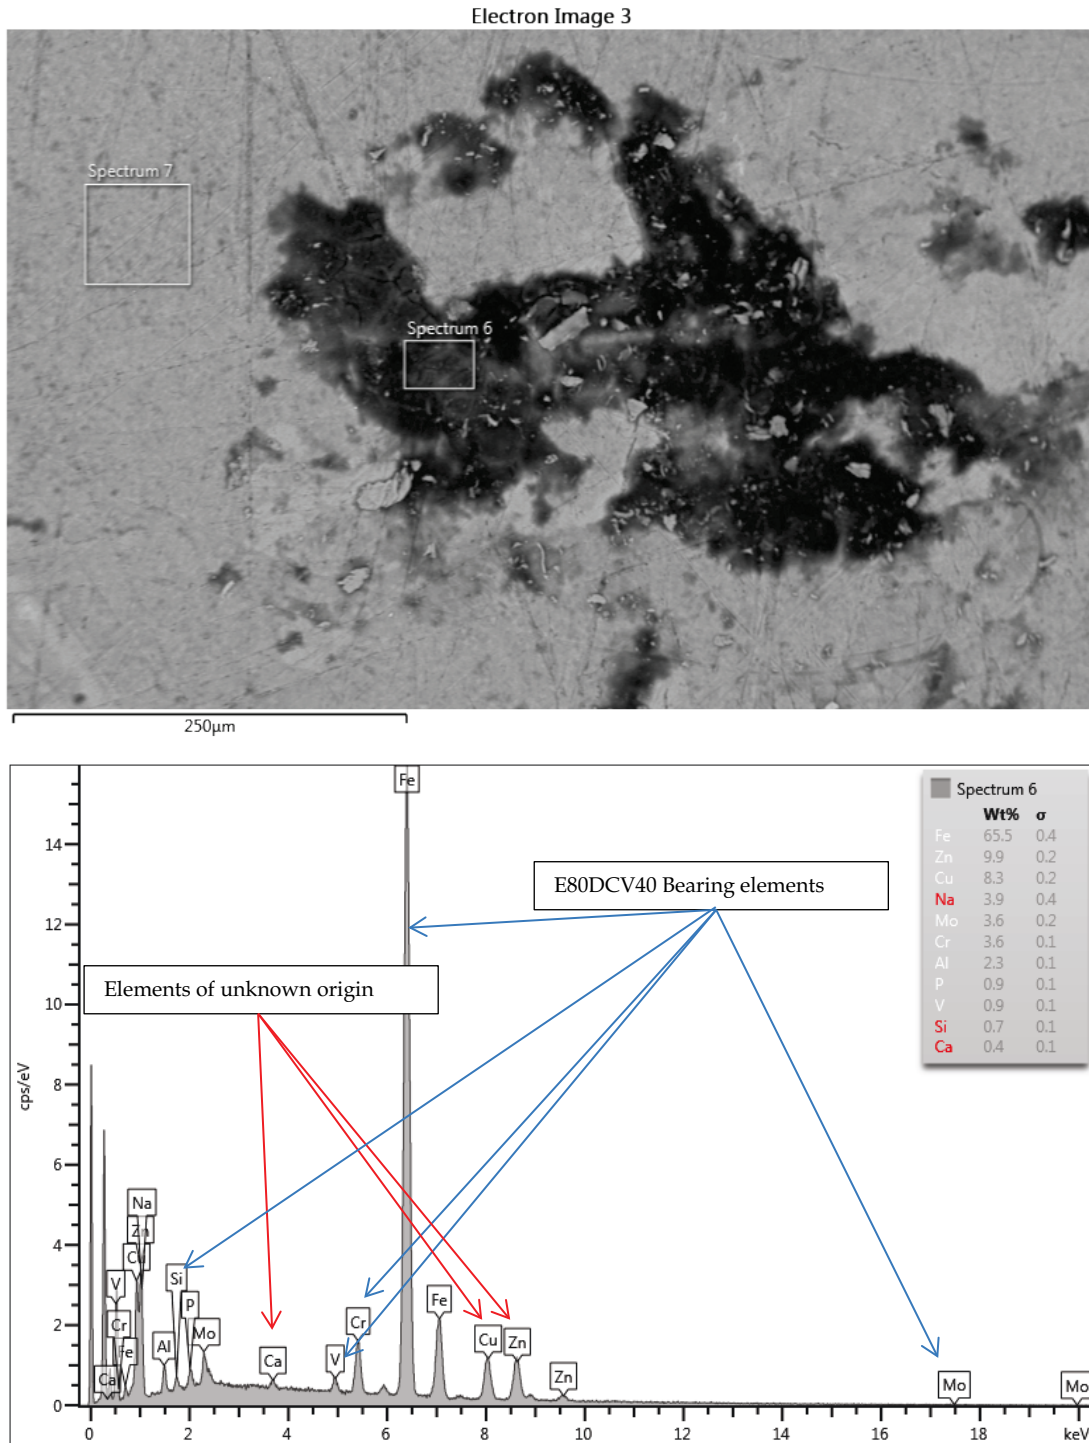 Electron Image 3
Spectrum 7
Spectrum 6
250µm
Fe
Spectrum 6
Wt% σ
Fe 65.5 0.4
Zn 9.9 0.2
Cu 8.3 0.2
Na 3.9 0.4
Mo 3.6 0.2
Cr 3.6 0.1
Al 2.3 0.1
P 0.9 0.1
V 0.9 0.1
Si 0.7 0.1
Ca 0.4 0.1
E80DCV40 Bearing elements
Elements of unknown origin
cps/eV
14
12
10
8
6
4
2
0
Na
Zn
Cu
V
Si
P
Cr
Fe
Al
Mo
Ca
Ca
V
Cr
Fe
Cu
Zn
Zn
Mo
Mo
0 2 4 6 8 10 12 14 16 18 keV